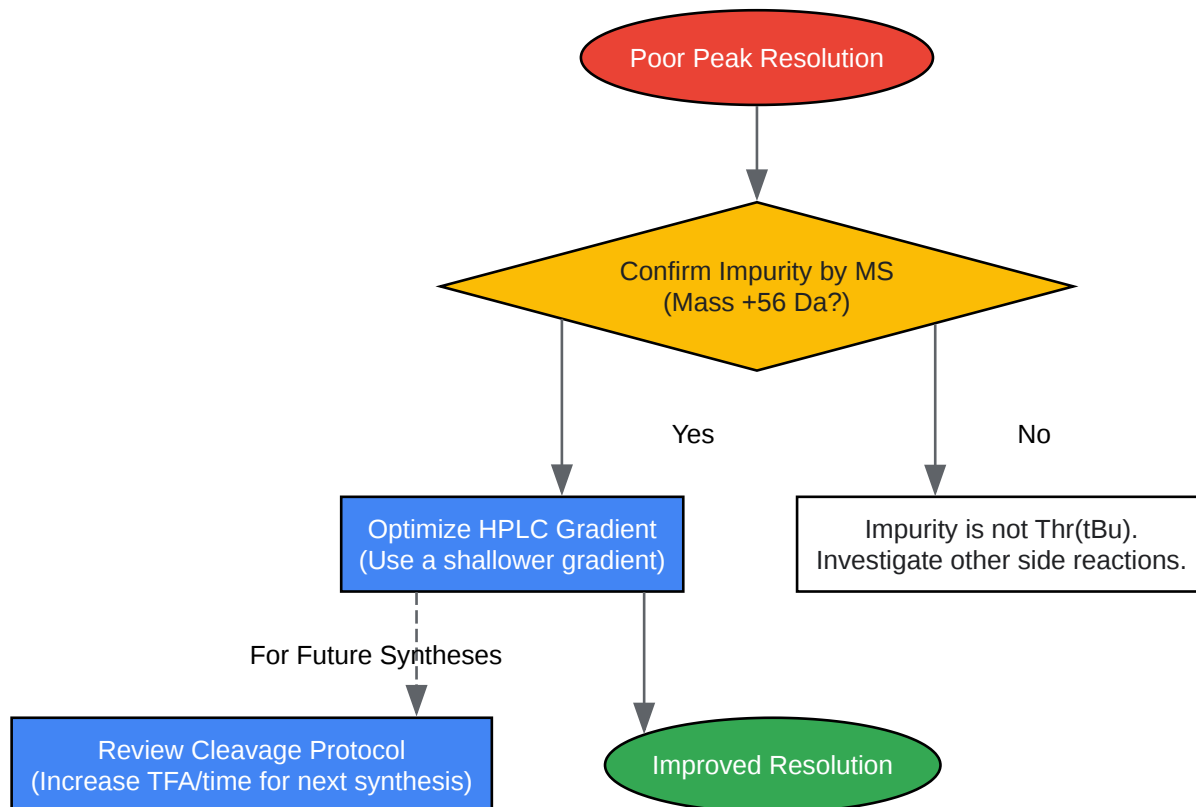 Poor Peak Resolution
Confirm Impurity by MS
(Mass +56 Da?)
Yes
No
Optimize HPLC Gradient
(Use a shallower gradient)
Impurity is not Thr(tBu).
Investigate other side reactions.
For Future Syntheses
Review Cleavage Protocol
(Increase TFA/time for next synthesis)
Improved Resolution